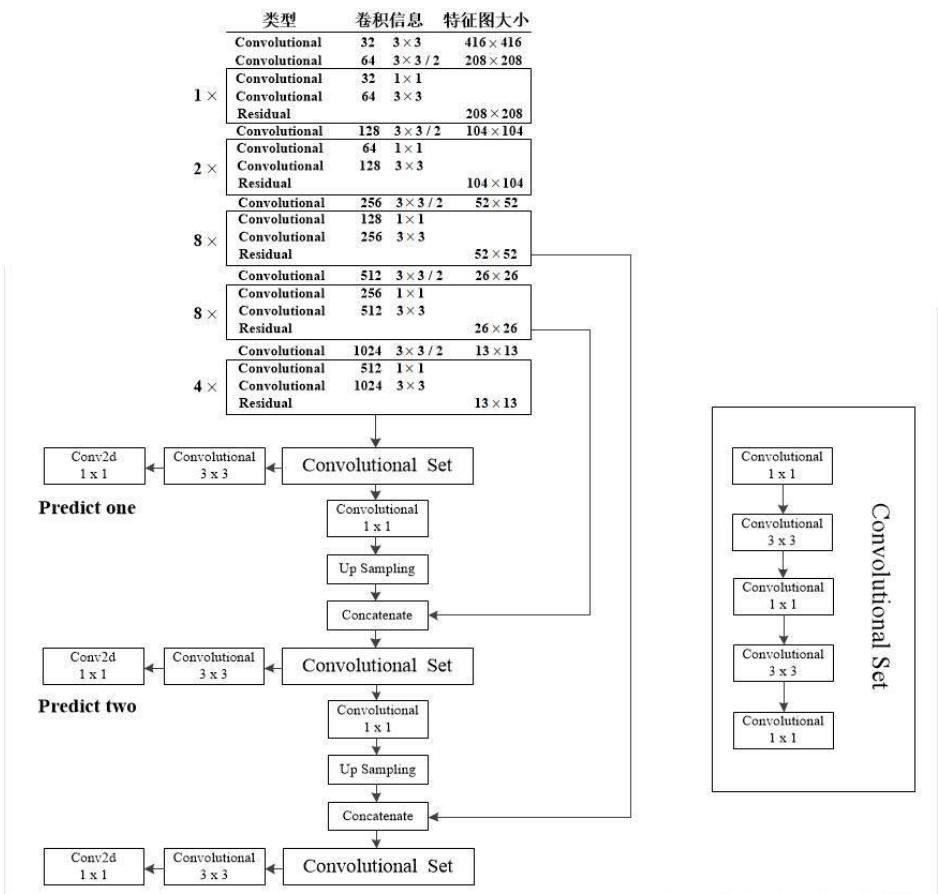 类型 卷积信息 特征图大小
Convolutional 32 3×3 416×416
Convolutional 64 3×3/2 208×208
Convolutional 32 1×1
1× Convolutional 64 3×3
Residual 208×208
Convolutional 128 3×3/2 104×104
Convolutional 64 1×1
2× Convolutional 128 3×3
Residual 104×104
Convolutional 256 3×3/2 52×52
Convolutional 128 1×1
8× Convolutional 256 3×3
Residual 52×52
Convolutional 512 3×3/2 26×26
Convolutional 256 1×1
8× Convolutional 512 3×3
Residual 26×26
Convolutional 1024 3×3/2 13×13
Convolutional 512 1×1
4× Convolutional 1024 3×3
Residual 13×13
Conv2d
1 x 1
Convolutional
3 x 3
Convolutional Set
Predict one
Convolutional
1 x 1
Up Sampling
Concatenate
Conv2d
1 x 1
Convolutional
3 x 3
Convolutional Set
Predict two
Convolutional
1 x 1
Up Sampling
Concatenate
Conv2d
1 x 1
Convolutional
3 x 3
Convolutional Set
Convolutional
1 x 1
Convolutional
3 x 3
Convolutional
1 x 1
Convolutional
3 x 3
Convolutional
1 x 1
Convolutional Set